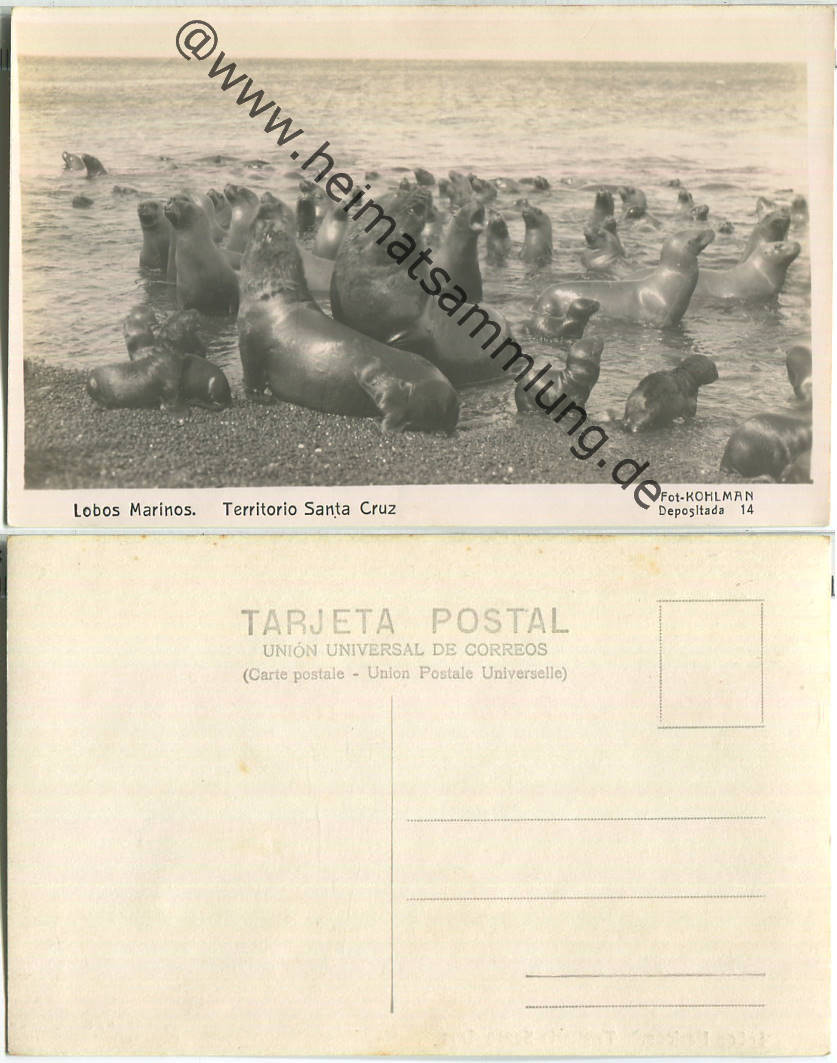 @www.heimatsammlung.de
Lobos Marinos. Territorio Santa Cruz
Fot-KOHLMAN
Depositada 14
TARJETA POSTAL
UNIÓN UNIVERSAL DE CORREOS
(Carte postale - Union Postale Universelle)